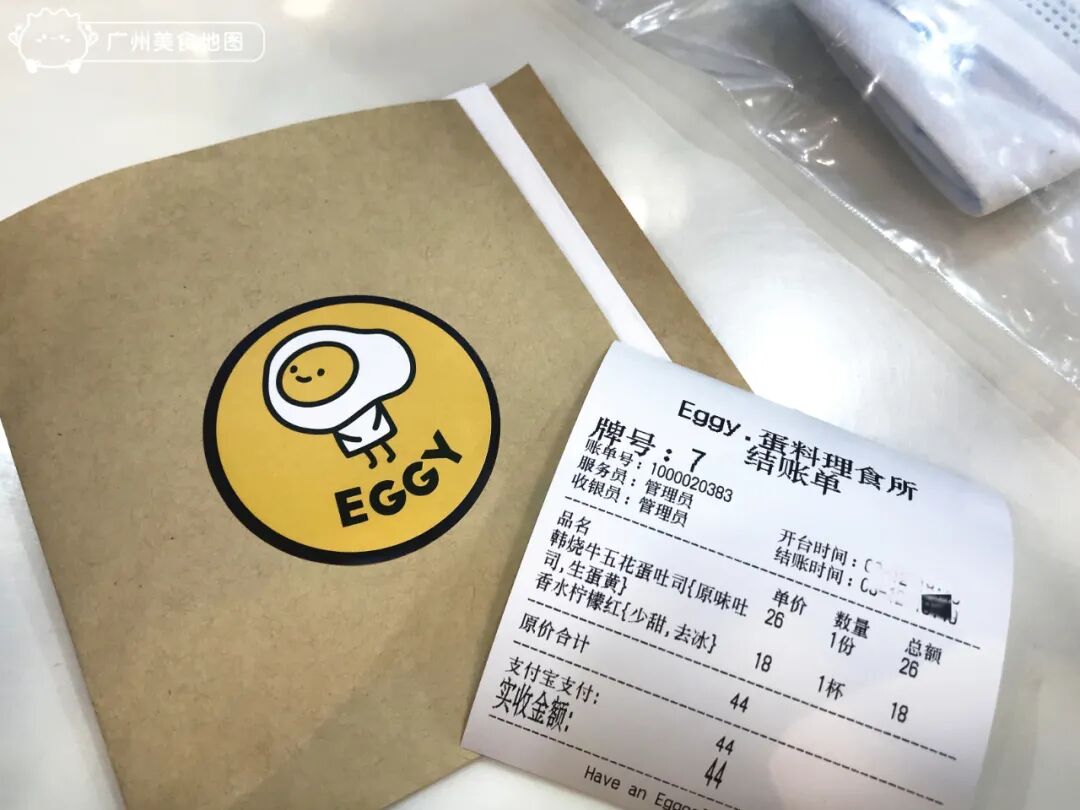 广州美食地图
EGGY
Eggy.蛋料理食所
结账单
牌号:7
账单号:1000020383
服务员:管理员
收银员:管理员
开台时间:
结账时间:
品名 单价 数量 总额
韩烧牛五花蛋吐司{原味吐司,生蛋黄} 26 1份 26
香水柠檬红{少甜,去冰} 18 1杯 18
原价合计 44
支付宝支付: 44
实收金额: 44
Have an